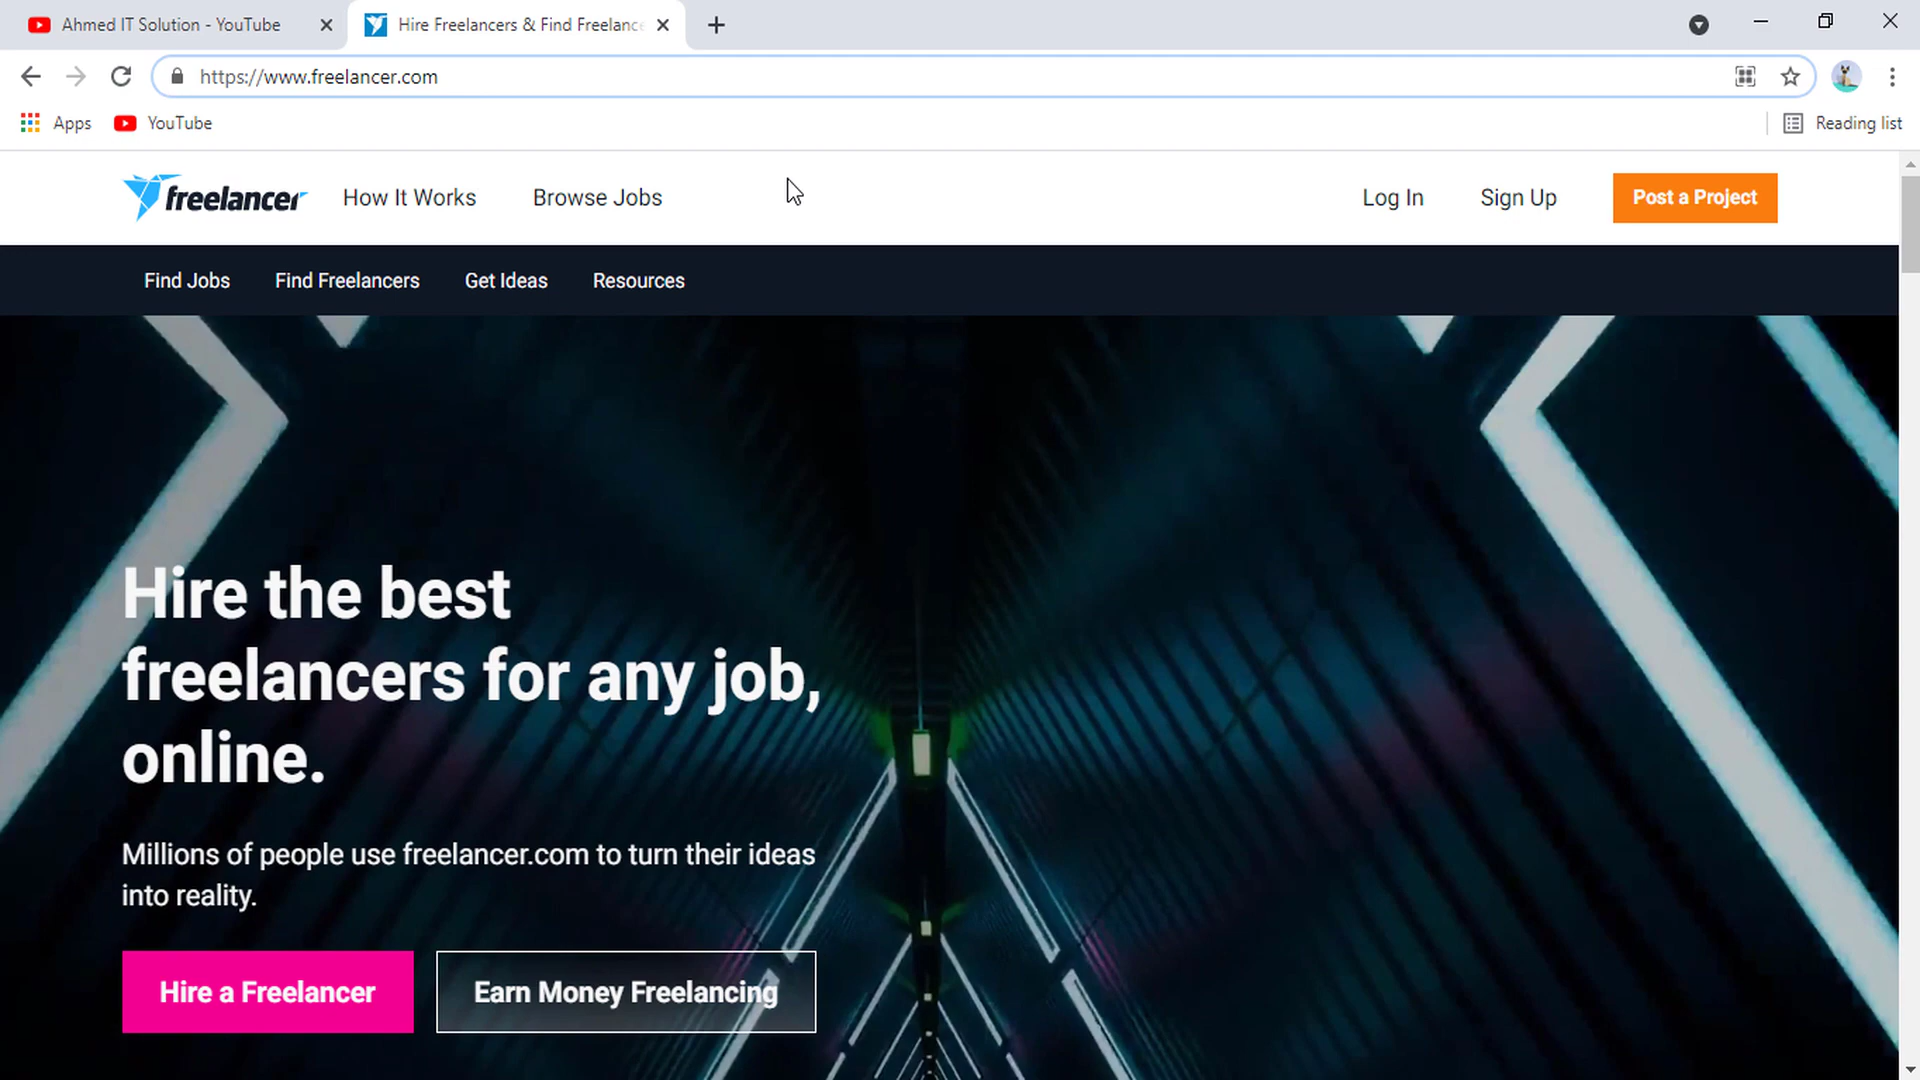 Ahmed IT Solution - YouTube
Hire Freelancers & Find Freelanc
https://www.freelancer.com
Apps
YouTube
Reading list
freelancer
How It Works
Browse Jobs
Log In
Sign Up
Post a Project
Find Jobs
Find Freelancers
Get Ideas
Resources
Hire the best
freelancers for any job,
online.
Millions of people use freelancer.com to turn their ideas
into reality.
Hire a Freelancer
Earn Money Freelancing